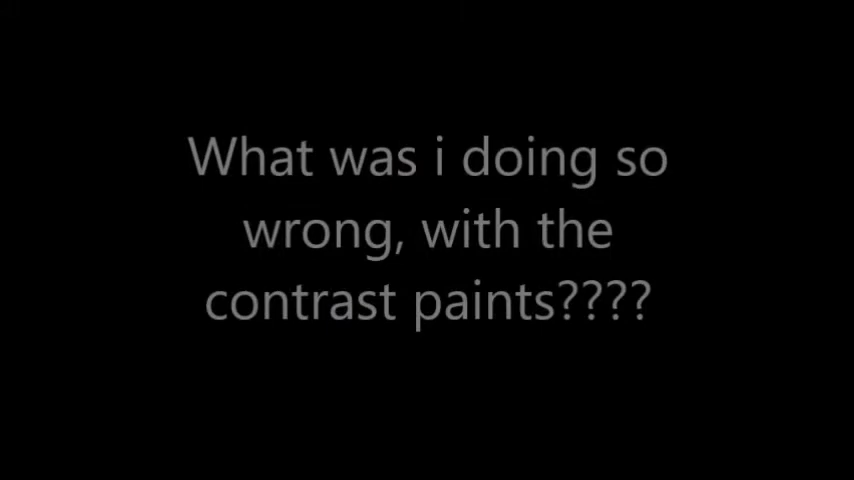 What was i doing so
wrong, with the
contrast paints????